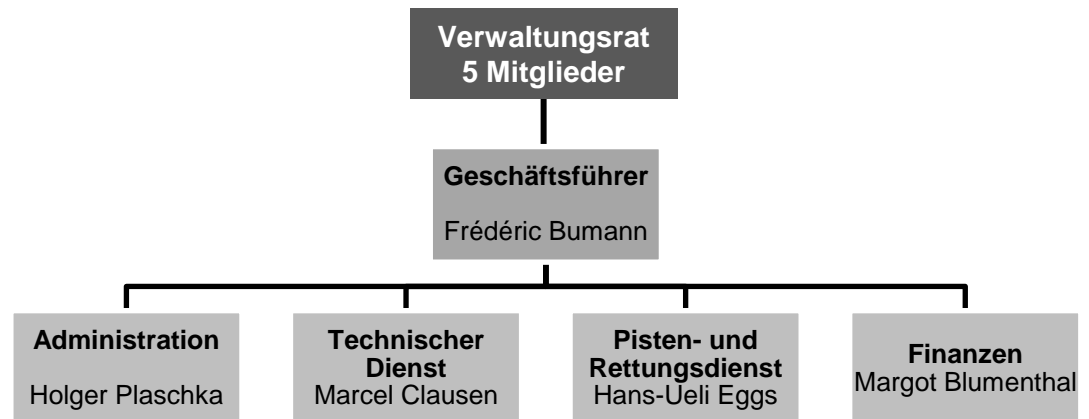 Verwaltungsrat
5 Mitglieder
Geschäftsführer
Frédéric Bumann
Administration
Holger Plaschka
Technischer
Dienst
Marcel Clausen
Pisten- und
Rettungsdienst
Hans-Ueli Eggs
Finanzen
Margot Blumenthal